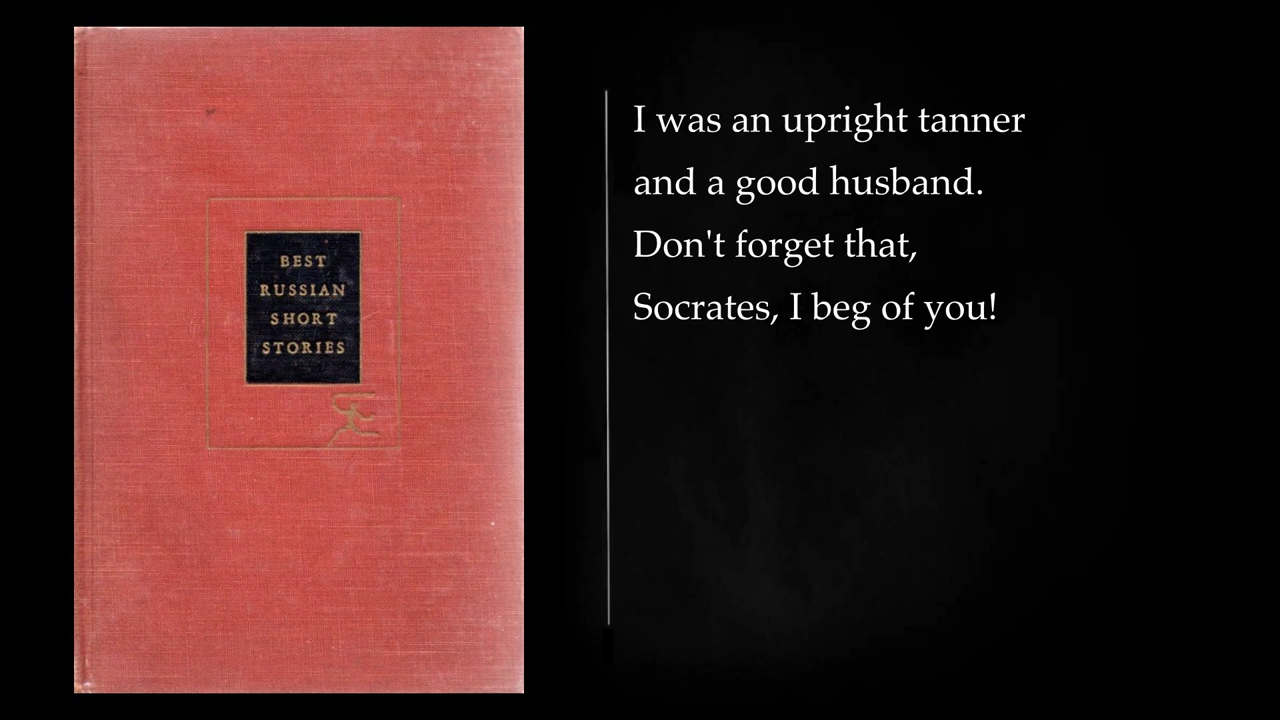 BEST
RUSSIAN
SHORT
STORIES
I was an upright tanner
and a good husband.
Don't forget that,
Socrates, I beg of you!